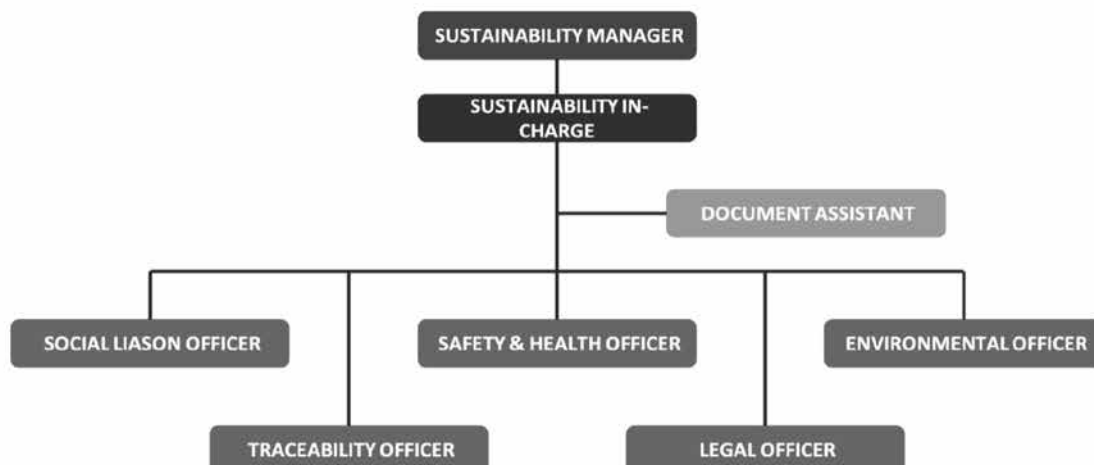 SUSTAINABILITY MANAGER
SUSTAINABILITY IN-
CHARGE
DOCUMENT ASSISTANT
SOCIAL LIASON OFFICER
SAFETY & HEALTH OFFICER
ENVIRONMENTAL OFFICER
TRACEABILITY OFFICER
LEGAL OFFICER